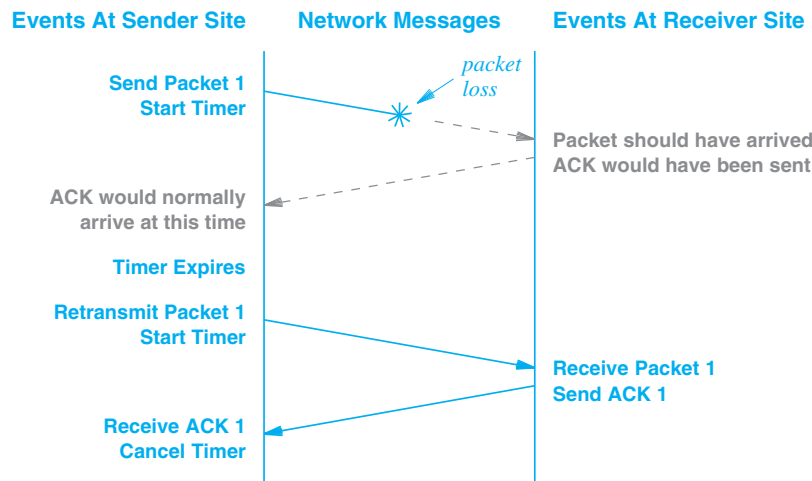 Events At Sender Site
Network Messages
Events At Receiver Site
packet
loss
Send Packet 1
Start Timer
Packet should have arrived
ACK would have been sent
ACK would normally
arrive at this time
Timer Expires
Retransmit Packet 1
Start Timer
Receive Packet 1
Send ACK 1
Receive ACK 1
Cancel Timer